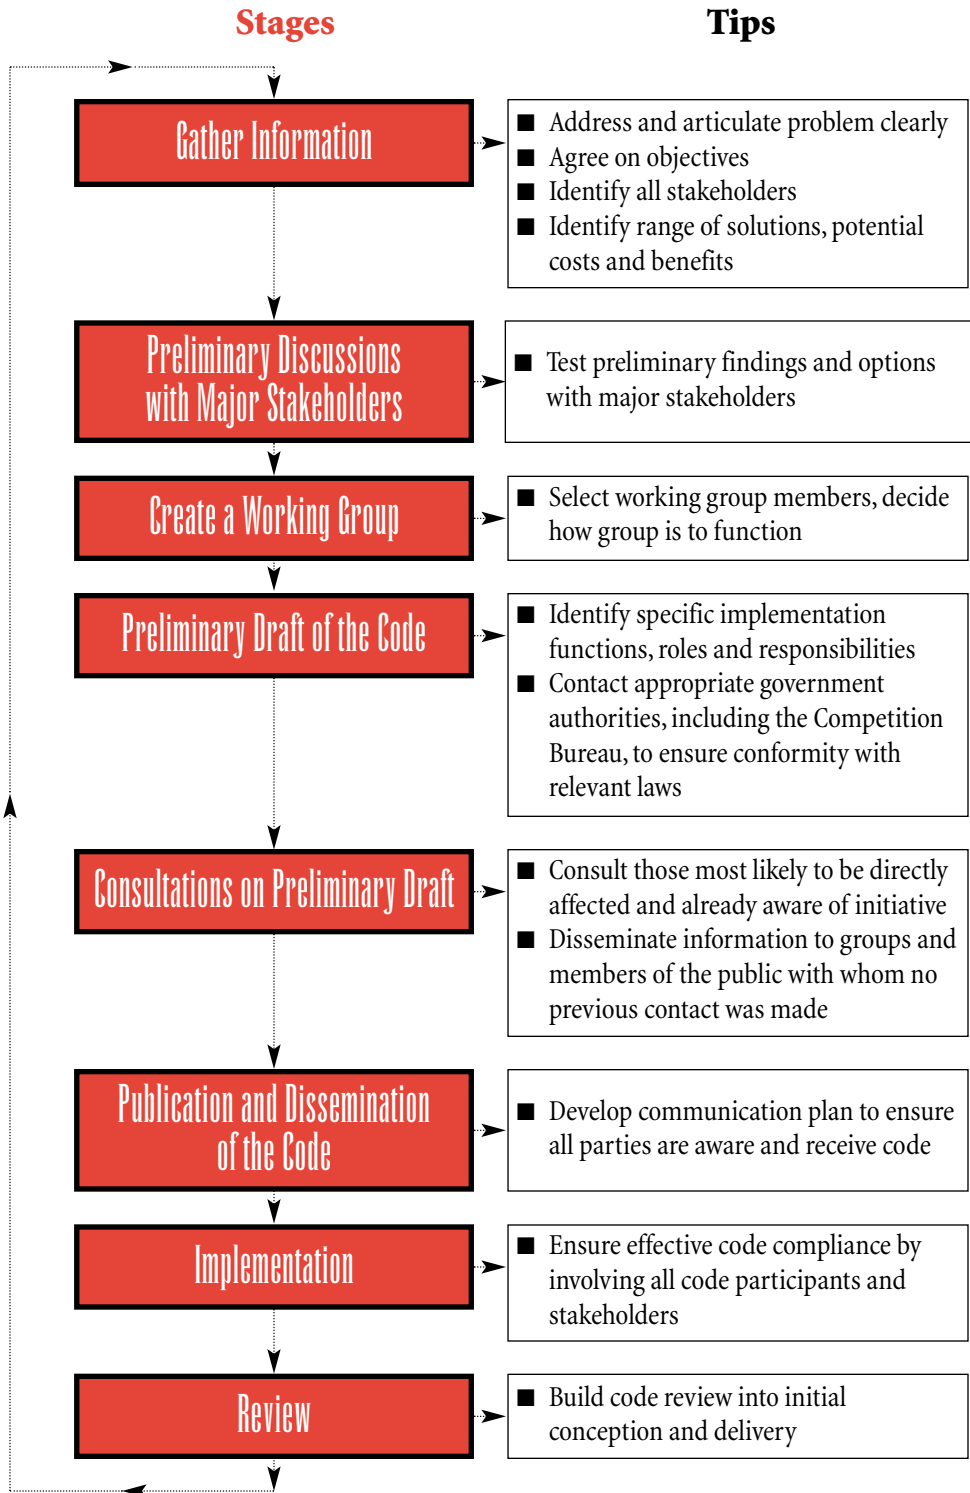 Stages
Tips
Gather Information
■ Address and articulate problem clearly
■ Agree on objectives
■ Identify all stakeholders
■ Identify range of solutions, potential
costs and benefits
Preliminary Discussions
with Major Stakeholders
■ Test preliminary findings and options
with major stakeholders
Create a Working Group
■ Select working group members, decide
how group is to function
Preliminary Draft of the Code
■ Identify specific implementation
functions, roles and responsibilities
■ Contact appropriate government
authorities, including the Competition
Bureau, to ensure conformity with
relevant laws
Consultations on Preliminary Draft
■ Consult those most likely to be directly
affected and already aware of initiative
■ Disseminate information to groups and
members of the public with whom no
previous contact was made
Publication and Dissemination
of the Code
■ Develop communication plan to ensure
all parties are aware and receive code
Implementation
■ Ensure effective code compliance by
involving all code participants and
stakeholders
Review
■ Build code review into initial
conception and delivery